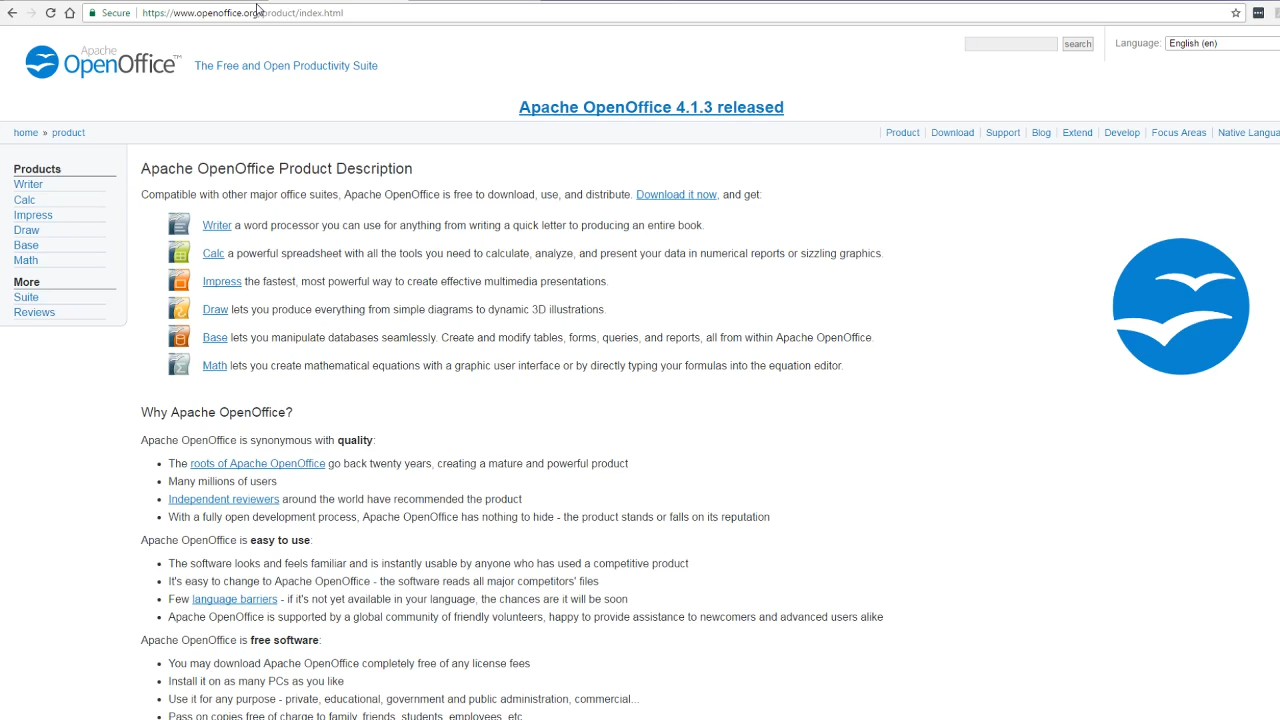 Secure https://www.openoffice.org/product/index.html
Apache
OpenOffice™ The Free and Open Productivity Suite
search Language: English (en)
Apache OpenOffice 4.1.3 released
home » product
Product Download Support Blog Extend Develop Focus Areas Native Langua
Products
Writer
Calc
Impress
Draw
Base
Math
More
Suite
Reviews
Apache OpenOffice Product Description
Compatible with other major office suites, Apache OpenOffice is free to download, use, and distribute. Download it now, and get:
Writer a word processor you can use for anything from writing a quick letter to producing an entire book.
Calc a powerful spreadsheet with all the tools you need to calculate, analyze, and present your data in numerical reports or sizzling graphics.
Impress the fastest, most powerful way to create effective multimedia presentations.
Draw lets you produce everything from simple diagrams to dynamic 3D illustrations.
Base lets you manipulate databases seamlessly. Create and modify tables, forms, queries, and reports, all from within Apache OpenOffice.
Math lets you create mathematical equations with a graphic user interface or by directly typing your formulas into the equation editor.
Why Apache OpenOffice?
Apache OpenOffice is synonymous with quality:
• The roots of Apache OpenOffice go back twenty years, creating a mature and powerful product
• Many millions of users
• Independent reviewers around the world have recommended the product
• With a fully open development process, Apache OpenOffice has nothing to hide - the product stands or falls on its reputation
Apache OpenOffice is easy to use:
• The software looks and feels familiar and is instantly usable by anyone who has used a competitive product
• It's easy to change to Apache OpenOffice - the software reads all major competitors' files
• Few language barriers - if it's not yet available in your language, the chances are it will be soon
• Apache OpenOffice is supported by a global community of friendly volunteers, happy to provide assistance to newcomers and advanced users alike
Apache OpenOffice is free software:
• You may download Apache OpenOffice completely free of any license fees
• Install it on as many PCs as you like
• Use it for any purpose - private, educational, government and public administration, commercial...
• Pass on copies free of charge to family, friends, students, employees, etc.